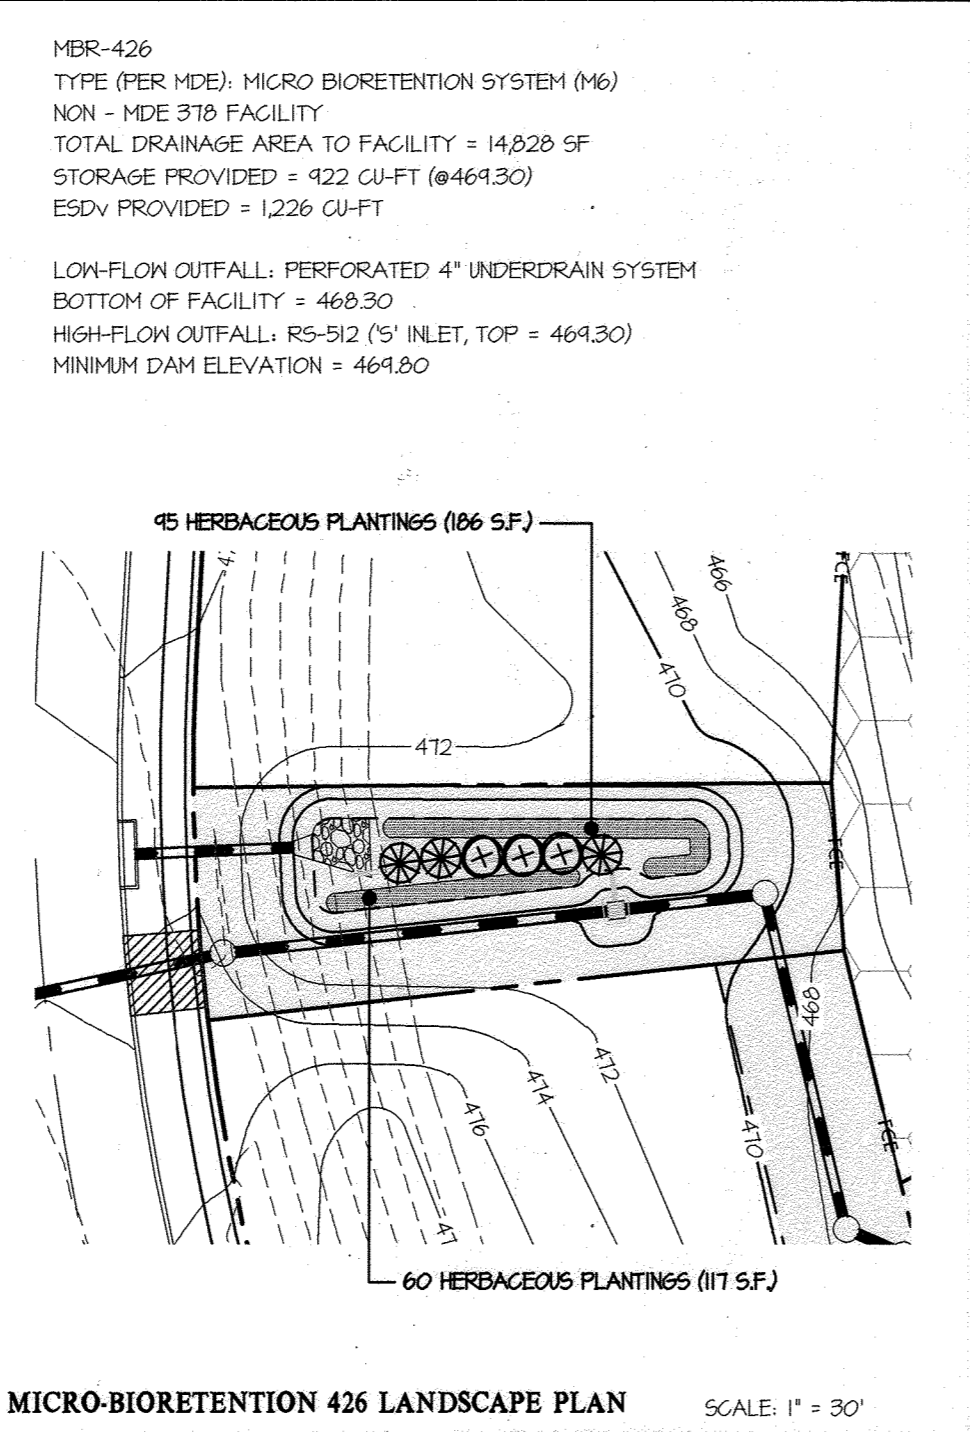 MBR-426
TYPE (PER MDE): MICRO BIORETENTION SYSTEM (M6)
NON - MDE 378 FACILITY
TOTAL DRAINAGE AREA TO FACILITY = 14,828 SF
STORAGE PROVIDED = 922 CU-FT (@469.30)
ESDv PROVIDED = 1,226 CU-FT
LOW-FLOW OUTFALL: PERFORATED 4" UNDERDRAIN SYSTEM
BOTTOM OF FACILITY = 468.30
HIGH-FLOW OUTFALL: RS-512 ('S' INLET, TOP = 469.30)
MINIMUM DAM ELEVATION = 469.80
95 HERBACEOUS PLANTINGS (186 S.F.)
FCE
466
468
470
472
FCE
468
472
474
476
470
FCE
47
60 HERBACEOUS PLANTINGS (117 S.F.)
MICRO-BIORETENTION 426 LANDSCAPE PLAN
SCALE: 1" = 30'